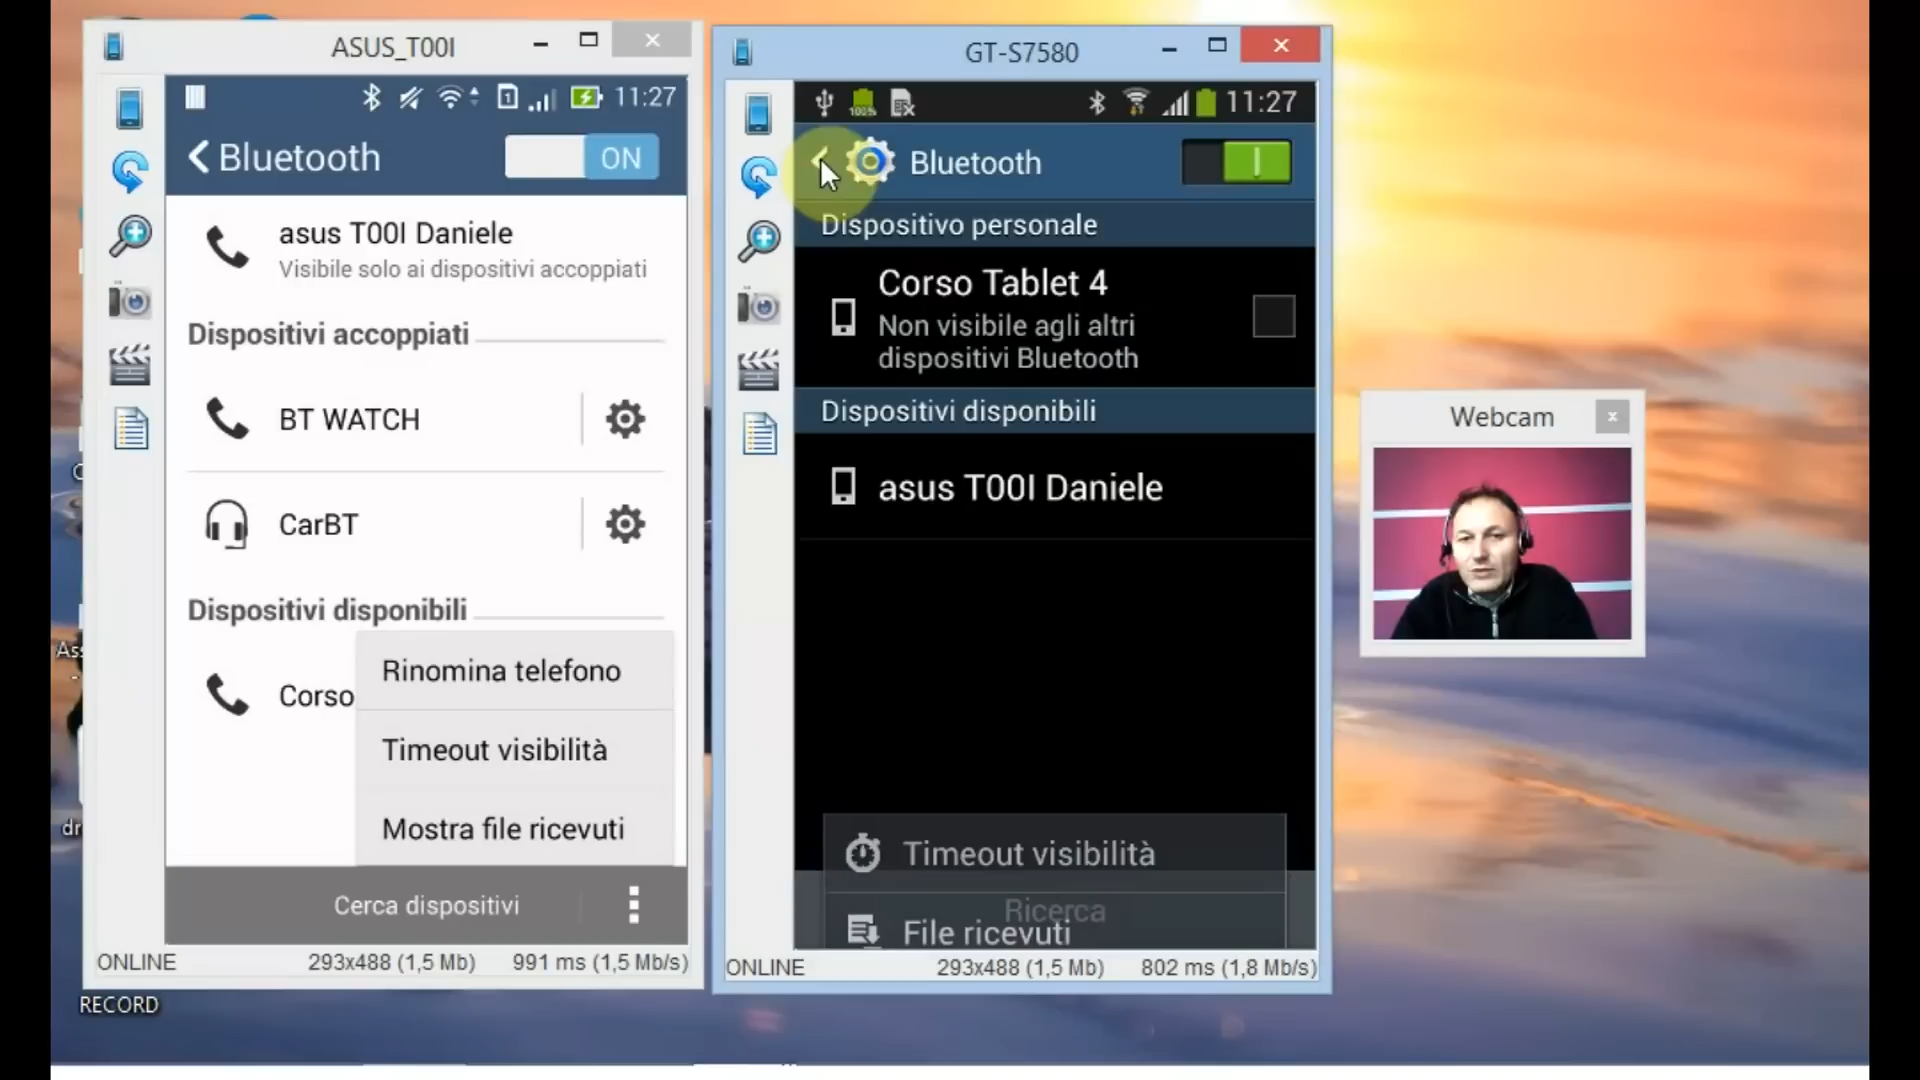 ASUS_T00I
1
11:27
Bluetooth
ON
asus T00I Daniele
Visibile solo ai dispositivi accoppiati
Dispositivi accoppiati
BT WATCH
CarBT
Dispositivi disponibili
Corso
Rinomina telefono
Timeout visibilità
Mostra file ricevuti
Cerca dispositivi
ONLINE
293x488 (1,5 Mb)
991 ms (1,5 Mb/s)
GT-S7580
100%
11:27
Bluetooth
Dispositivo personale
Corso Tablet 4
Non visibile agli altri
dispositivi Bluetooth
Dispositivi disponibili
asus T00I Daniele
Timeout visibilità
Ricerca
File ricevuti
ONLINE
293x488 (1,5 Mb)
802 ms (1,8 Mb/s)
Webcam
RECORD